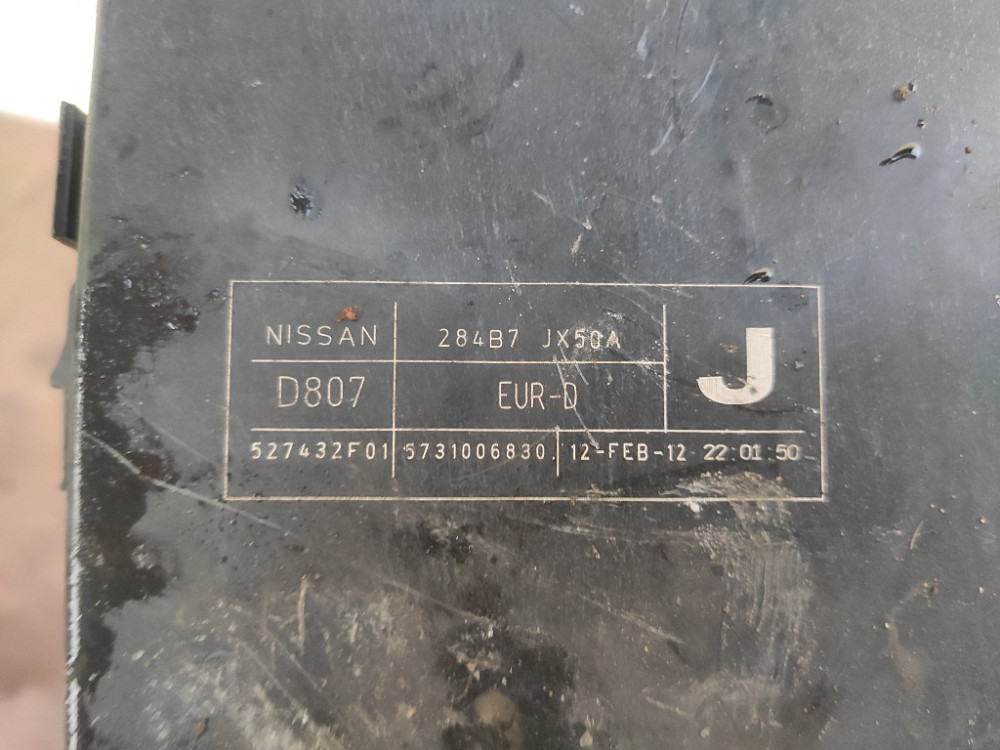 NISSAN 284B7 JX50A J
D807 EUR-D
527432F01 5731006830. 12-FEB-12 22:01:50